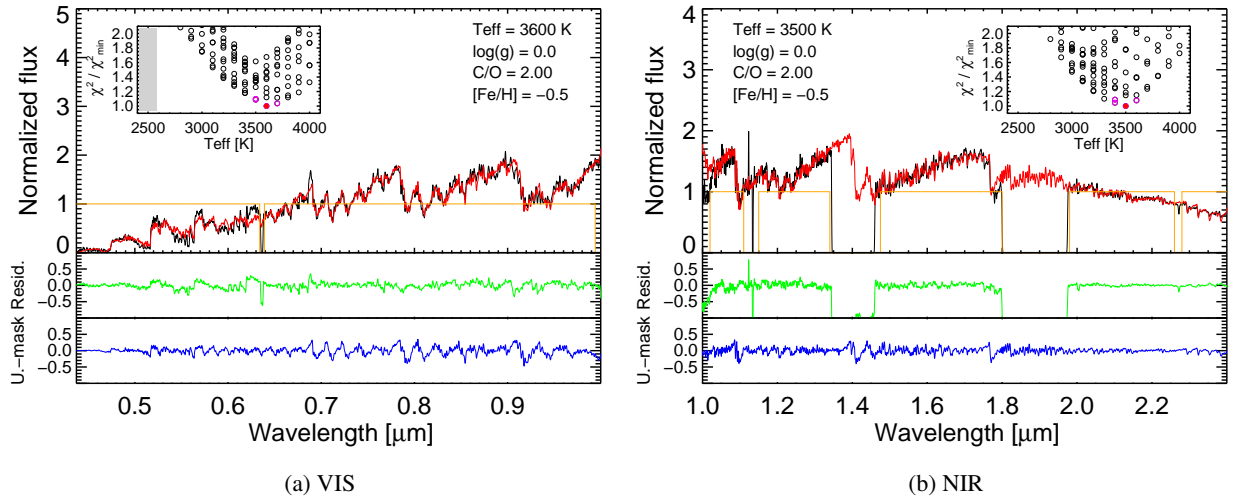 5
4
3
2
1
0
Normalized flux
2.0
1.8
1.6
1.4
1.2
1.0
χ² / χ²min
2500 3000 3500 4000
Teff [K]
Teff = 3600 K
log(g) = 0.0
C/O = 2.00
[Fe/H] = −0.5
0.5
0.0
−0.5
Resid.
0.5
0.0
−0.5
U.−mask
0.5 0.6 0.7 0.8 0.9
Wavelength [μm]
(a) VIS
4
3
2
1
0
Normalized flux
Teff = 3500 K
log(g) = 0.0
C/O = 2.00
[Fe/H] = −0.5
2.0
1.8
1.6
1.4
1.2
1.0
χ² / χ²min
2500 3000 3500 4000
Teff [K]
0.5
0.0
−0.5
Resid.
0.5
0.0
−0.5
U.−mask
1.0 1.2 1.4 1.6 1.8 2.0 2.2
Wavelength [μm]
(b) NIR